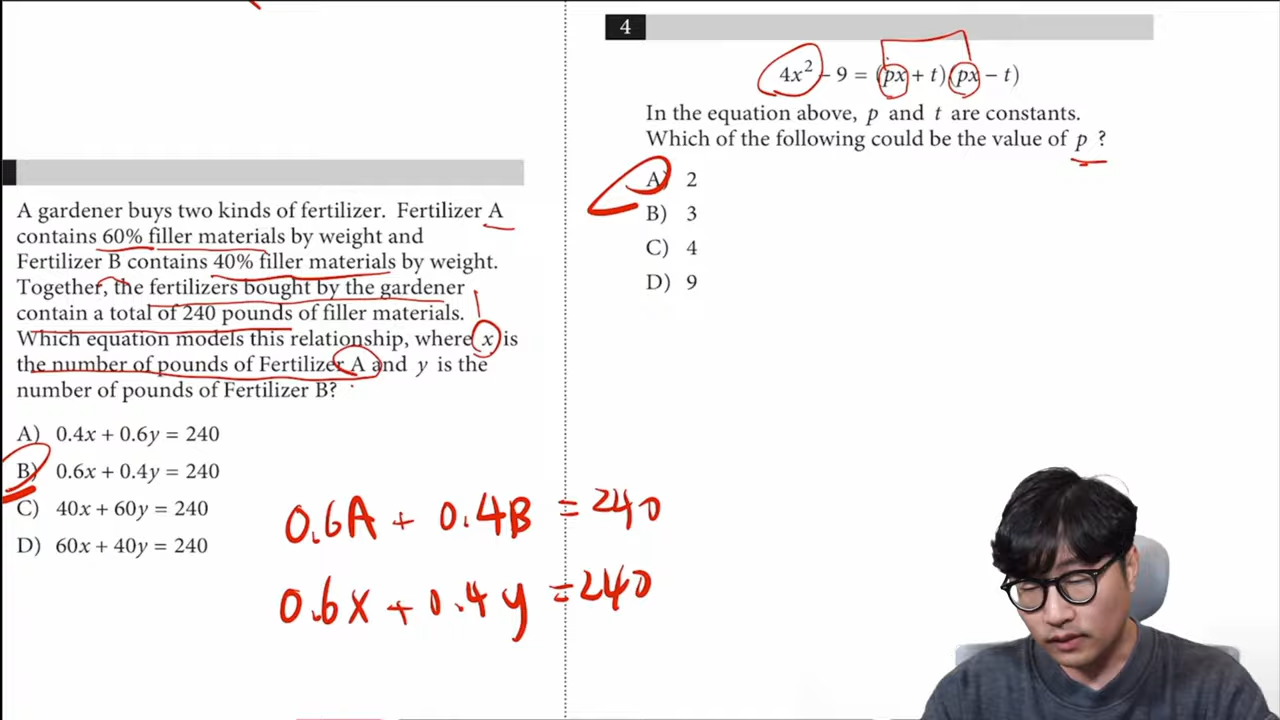 A gardener buys two kinds of fertilizer. Fertilizer A
contains 60% filler materials by weight and
Fertilizer B contains 40% filler materials by weight.
Together, the fertilizers bought by the gardener
contain a total of 240 pounds of filler materials.
Which equation models this relationship, where x is
the number of pounds of Fertilizer A and y is the
number of pounds of Fertilizer B?
A) 0.4x + 0.6y = 240
B) 0.6x + 0.4y = 240
C) 40x + 60y = 240
D) 60x + 40y = 240
0.6A + 0.4B = 240
0.6x + 0.4y = 240
4
4x² − 9 = (px + t)(px − t)
In the equation above, p and t are constants.
Which of the following could be the value of p ?
A) 2
B) 3
C) 4
D) 9